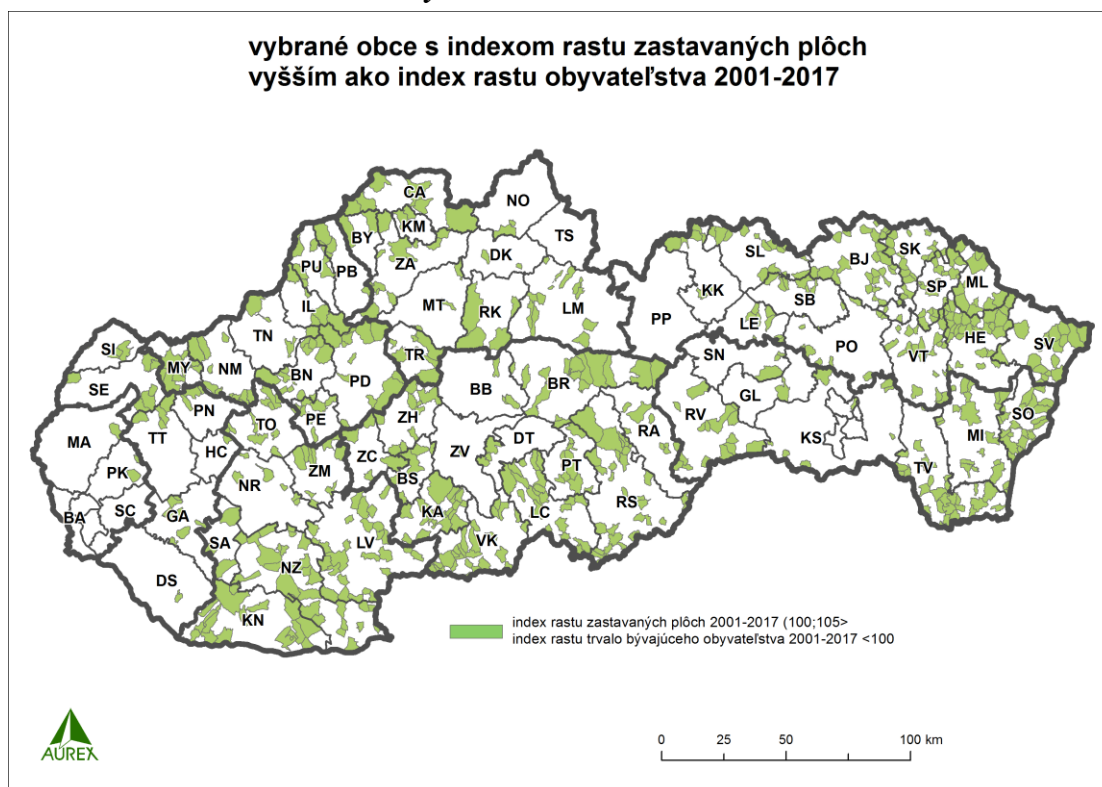 vybrané obce s indexom rastu zastavaných plôch
vyšším ako index rastu obyvateľstva 2001-2017
CA
NO
KM
BY
TS
ZA
DK
SL
BJ
SK
PU
PB
KK
SP
ML
IL
MT
RK
LM
SB
LE
PP
TN
HE
SV
PO
VT
SI
MY
NM
BN
TR
SN
SE
PD
BB
BR
GL
SO
PN
PE
ZH
RV
TT
TO
DT
RA
KS
MI
MA
HC
ZC
ZV
PK
ZM
BS
PT
TV
NR
RS
BA
SC
GA
KA
LC
SA
LV
VK
NZ
DS
KN
index rastu zastavaných plôch 2001-2017 (100;105>
index rastu trvalo bývajúceho obyvateľstva 2001-2017 <100
AUREX
0 25 50 100 km